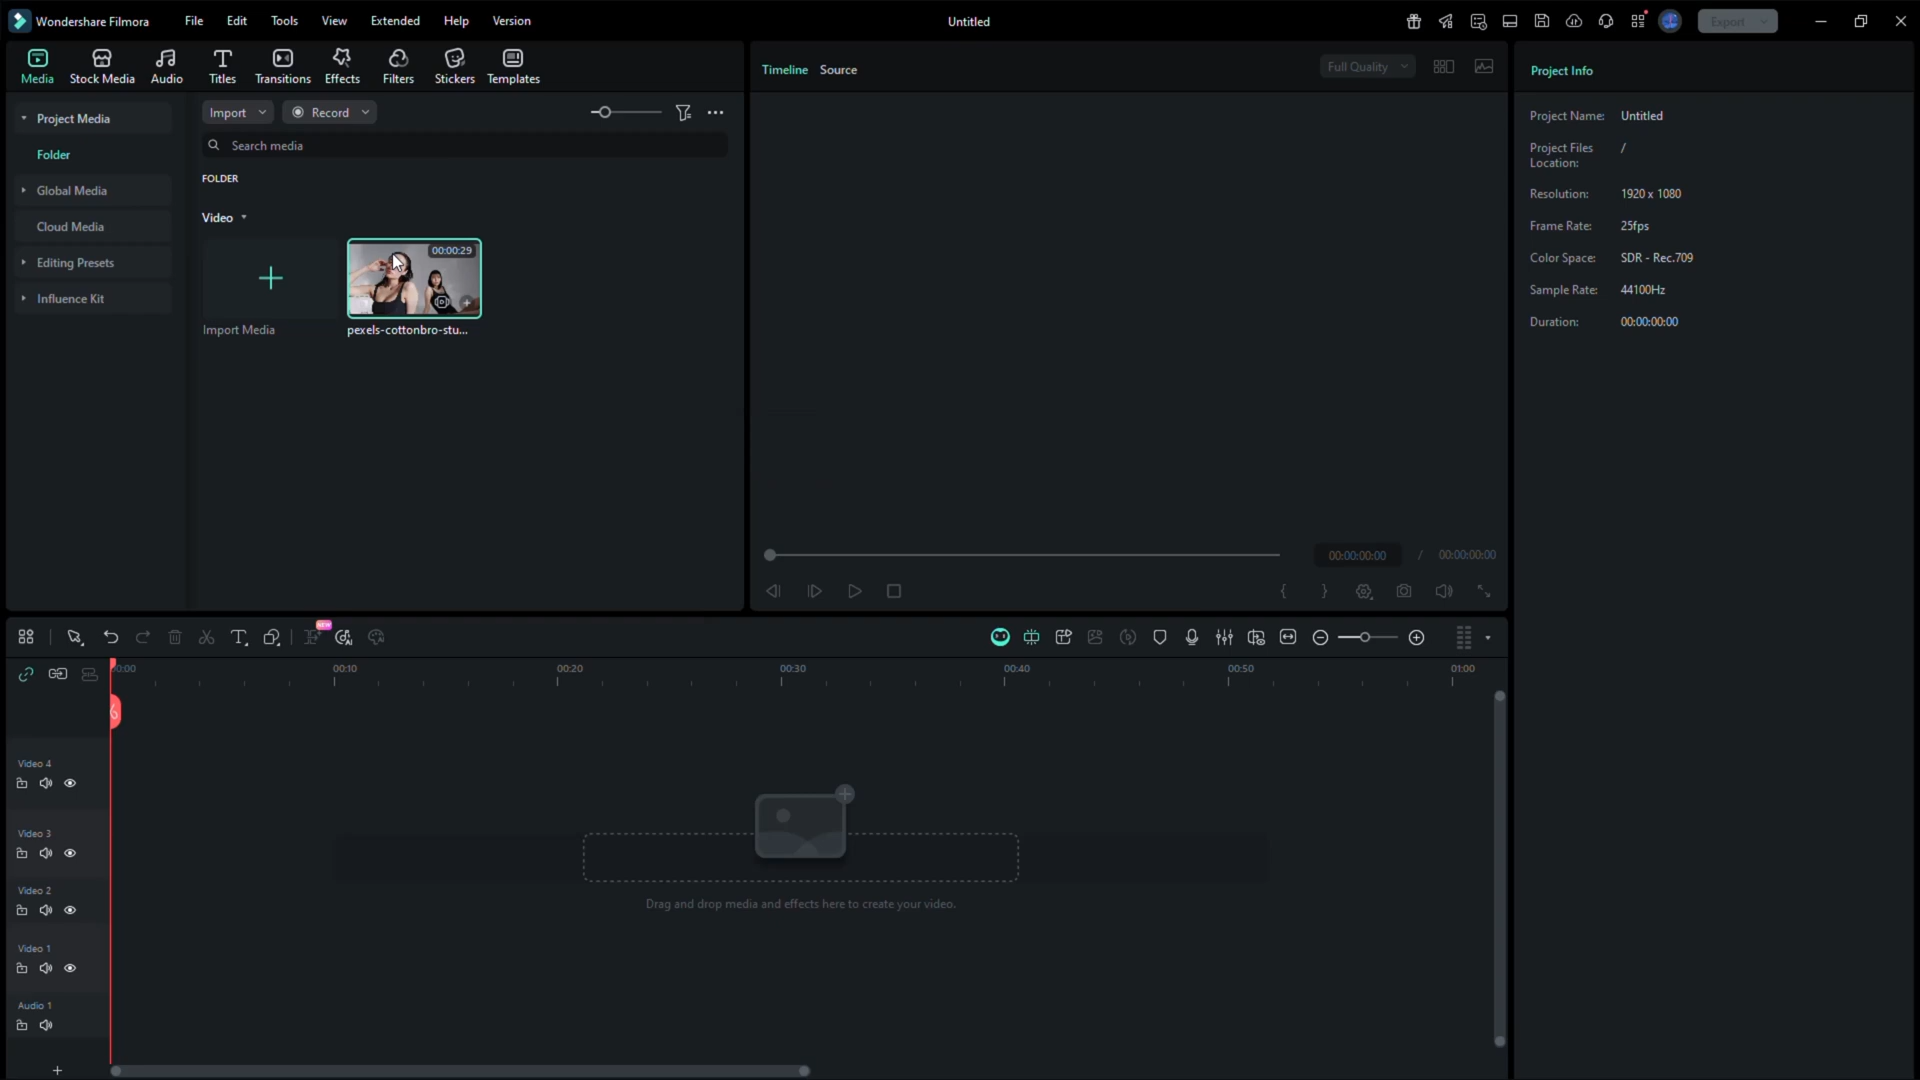 Wondershare Filmora File Edit Tools View Extended Help Version Untitled Export
Media Stock Media Audio Titles Transitions Effects Filters Stickers Templates
Timeline Source Full Quality
Project Info
Project Media
Folder
Global Media
Cloud Media
Editing Presets
Influence Kit
Import Record
Search media
FOLDER
Video
00:00:29
Import Media pexels-cottonbro-stu...
00:00:00:00 / 00:00:00:00
Project Name: Untitled
Project Files Location: /
Resolution: 1920 x 1080
Frame Rate: 25fps
Color Space: SDR - Rec.709
Sample Rate: 44100Hz
Duration: 00:00:00:00
NEW
00:00 00:10 00:20 00:30 00:40 00:50 01:00
Video 4
Video 3
Video 2
Video 1
Audio 1
Drag and drop media and effects here to create your video.